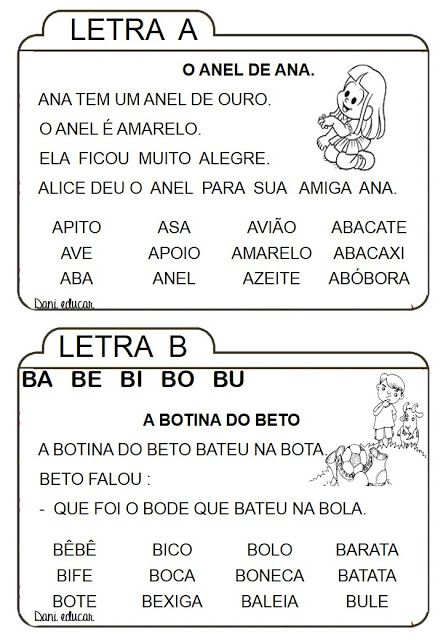 LETRA A
O ANEL DE ANA.
ANA TEM UM ANEL DE OURO.
O ANEL É AMARELO.
ELA FICOU MUITO ALEGRE.
ALICE DEU O ANEL PARA SUA AMIGA ANA.
APITO ASA AVIÃO ABACATE
AVE APOIO AMARELO ABACAXI
ABA ANEL AZEITE ABÓBORA
Dani educar
LETRA B
BA BE BI BO BU
A BOTINA DO BETO
A BOTINA DO BETO BATEU NA BOTA.
BETO FALOU :
- QUE FOI O BODE QUE BATEU NA BOLA.
BÊBÊ BICO BOLO BARATA
BIFE BOCA BONECA BATATA
BOTE BEXIGA BALEIA BULE
Dani educar